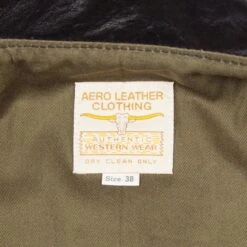 AERO LEATHER
CLOTHING
AUTHENTIC
WESTERN WEAR
DRY CLEAN ONLY
Size 38